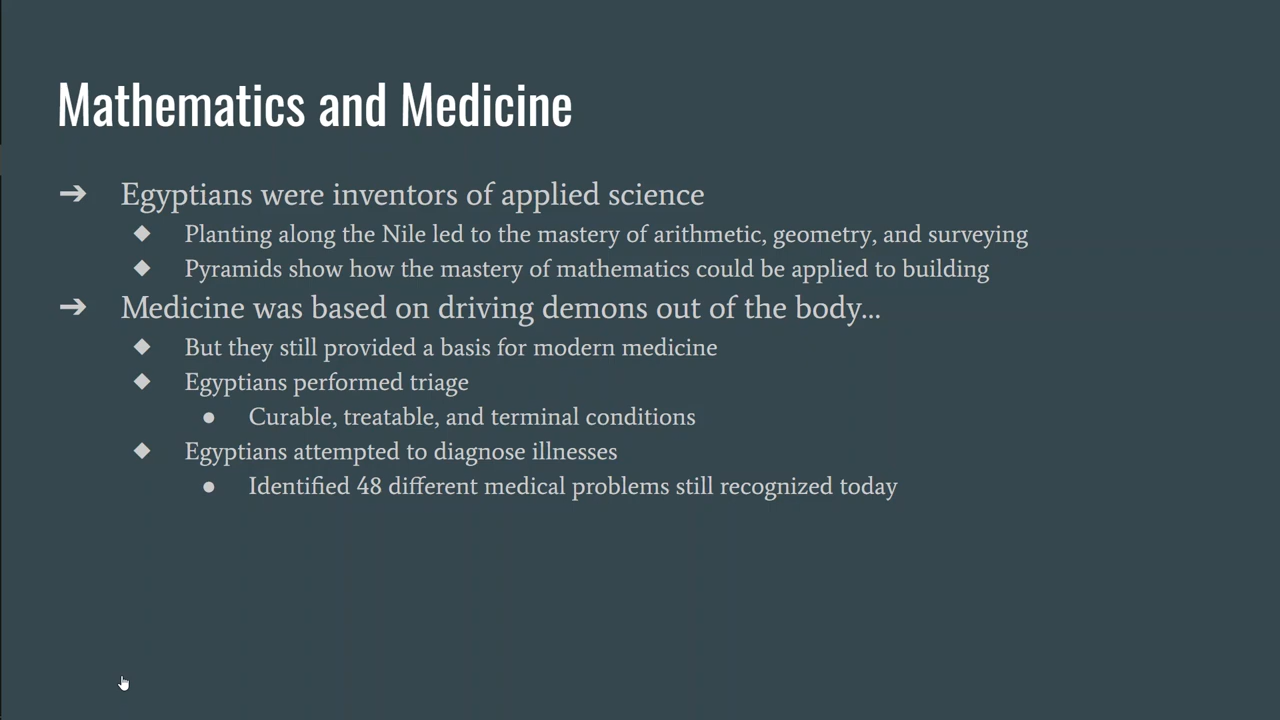 Mathematics and Medicine
➔ Egyptians were inventors of applied science
◆ Planting along the Nile led to the mastery of arithmetic, geometry, and surveying
◆ Pyramids show how the mastery of mathematics could be applied to building
➔ Medicine was based on driving demons out of the body...
◆ But they still provided a basis for modern medicine
◆ Egyptians performed triage
● Curable, treatable, and terminal conditions
◆ Egyptians attempted to diagnose illnesses
● Identified 48 different medical problems still recognized today